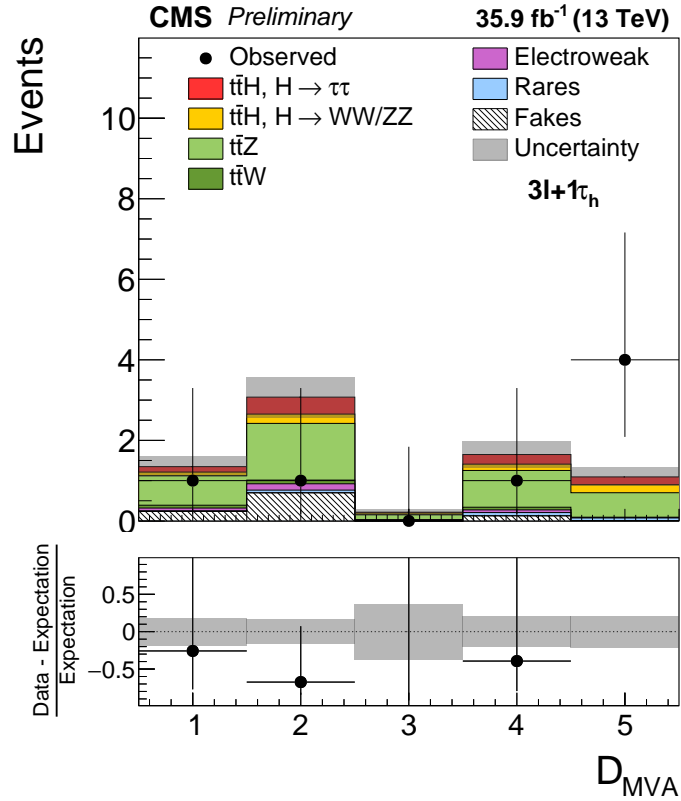 CMS Preliminary 35.9 fb⁻¹ (13 TeV)
Observed
tt̄H, H → ττ
tt̄H, H → WW/ZZ
tt̄Z
tt̄W
Electroweak
Rares
Fakes
Uncertainty
3l+1τh
Events
10
8
6
4
2
0
Data - Expectation
Expectation
0.5
0
−0.5
1 2 3 4 5
D_MVA